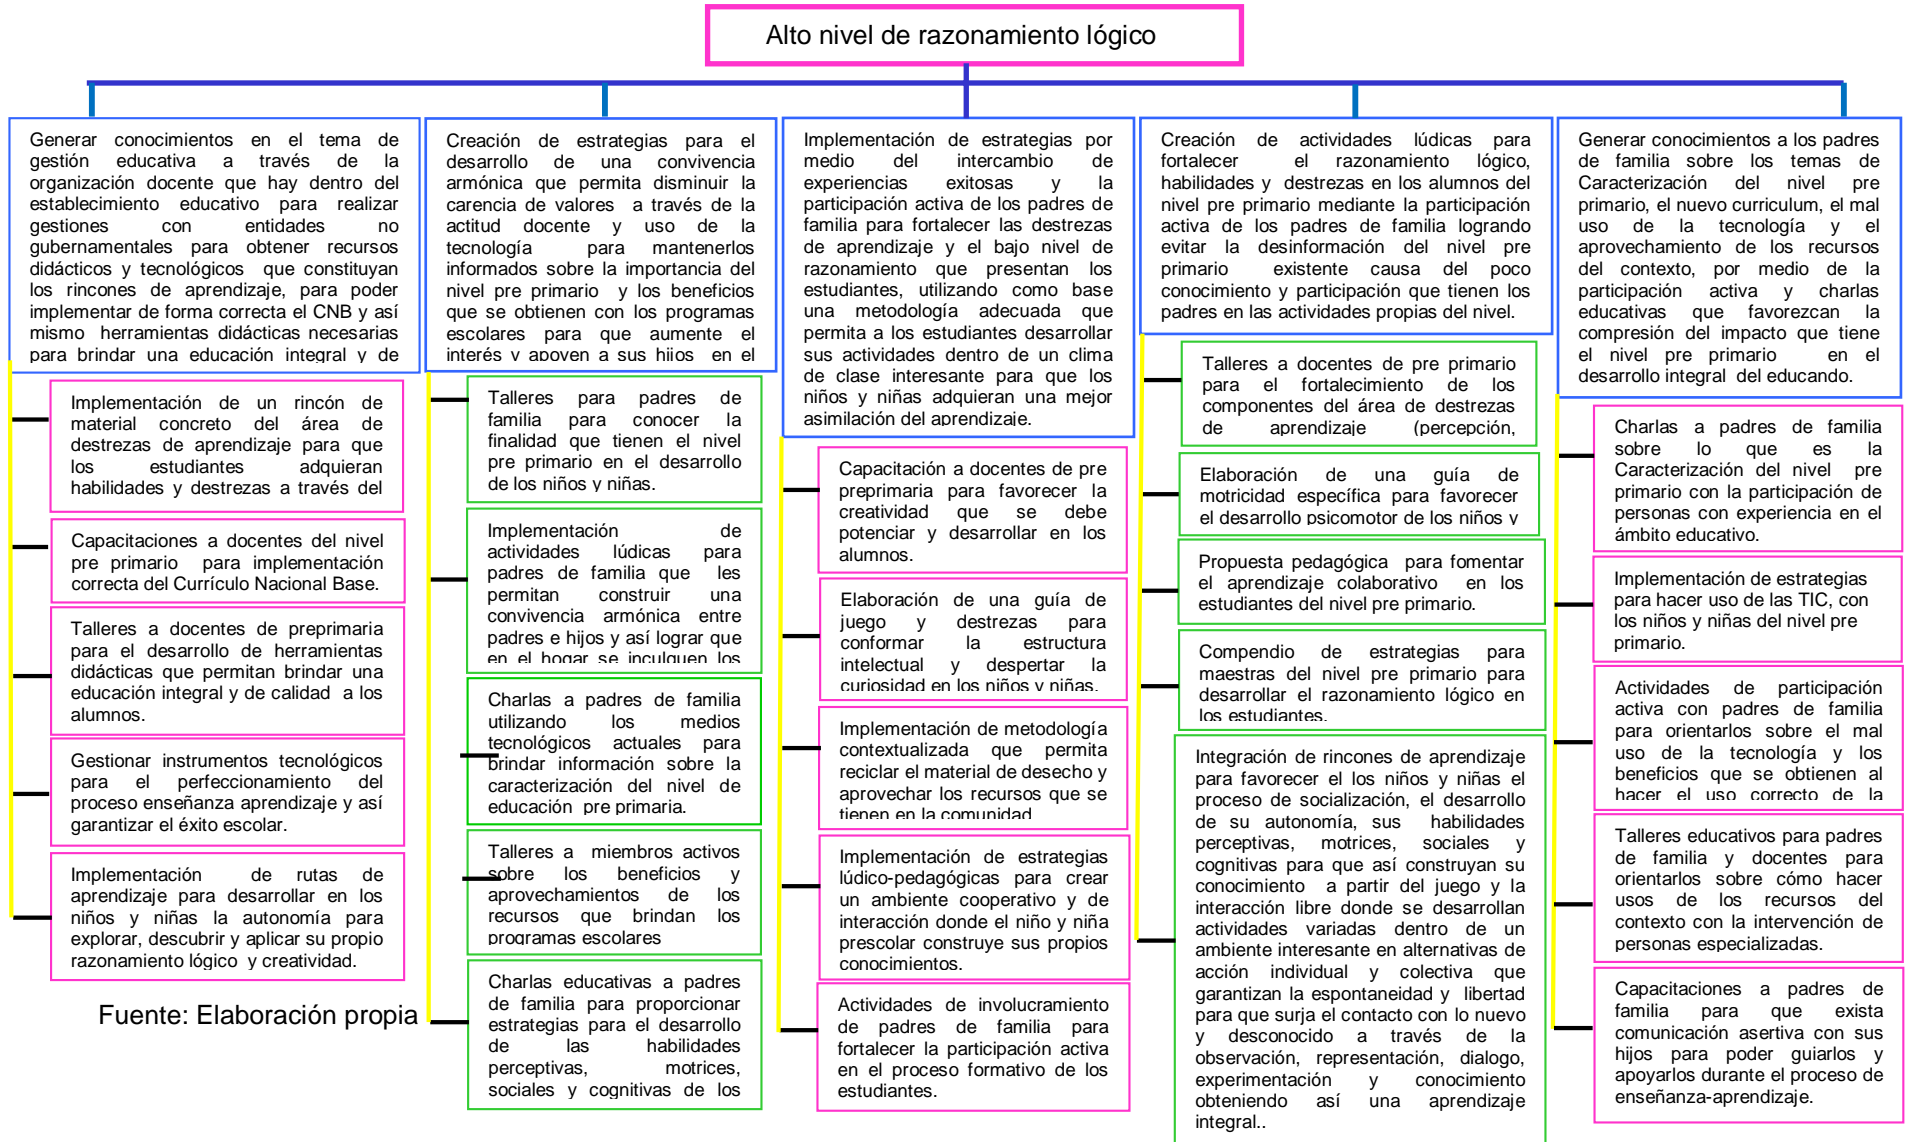 Alto nivel de razonamiento lógico
Generar conocimientos en el tema de
gestión educativa a través de la
organización docente que hay dentro del
establecimiento educativo para realizar
gestiones con entidades no
gubernamentales para obtener recursos
didácticos y tecnológicos que constituyan
los rincones de aprendizaje, para poder
implementar de forma correcta el CNB y así
mismo herramientas didácticas necesarias
para brindar una educación integral y de
Implementación de un rincón de
material concreto del área de
destrezas de aprendizaje para que
los estudiantes adquieran
habilidades y destrezas a través del
Capacitaciones a docentes del nivel
pre primario para implementación
correcta del Currículo Nacional Base.
Talleres a docentes de preprimaria
para el desarrollo de herramientas
didácticas que permitan brindar una
educación integral y de calidad a los
alumnos.
Gestionar instrumentos tecnológicos
para el perfeccionamiento del
proceso enseñanza aprendizaje y así
garantizar el éxito escolar.
Implementación de rutas de
aprendizaje para desarrollar en los
niños y niñas la autonomía para
explorar, descubrir y aplicar su propio
razonamiento lógico y creatividad.
Fuente: Elaboración propia
Creación de estrategias para el
desarrollo de una convivencia
armónica que permita disminuir la
carencia de valores a través de la
actitud docente y uso de la
tecnología para mantenerlos
informados sobre la importancia del
nivel pre primario y los beneficios
que se obtienen con los programas
escolares para que aumente el
interés y apoyen a sus hijos en el
Talleres para padres de
familia para conocer la
finalidad que tienen el nivel
pre primario en el desarrollo
de los niños y niñas.
Implementación de
actividades lúdicas para
padres de familia que les
permitan construir una
convivencia armónica entre
padres e hijos y así lograr que
en el hogar se inculquen los
Charlas a padres de familia
utilizando los medios
tecnológicos actuales para
brindar información sobre la
caracterización del nivel de
educación pre primaria.
Talleres a miembros activos
sobre los beneficios y
aprovechamientos de los
recursos que brindan los
programas escolares
Charlas educativas a padres
de familia para proporcionar
estrategias para el desarrollo
de las habilidades
perceptivas, motrices,
sociales y cognitivas de los
Implementación de estrategias por
medio del intercambio de
experiencias exitosas y la
participación activa de los padres de
familia para fortalecer las destrezas
de aprendizaje y el bajo nivel de
razonamiento que presentan los
estudiantes, utilizando como base
una metodología adecuada que
permita a los estudiantes desarrollar
sus actividades dentro de un clima
de clase interesante para que los
niños y niñas adquieran una mejor
asimilación del aprendizaje.
Capacitación a docentes de pre
preprimaria para favorecer la
creatividad que se debe
potenciar y desarrollar en los
alumnos.
Elaboración de una guía de
juego y destrezas para
conformar la estructura
intelectual y despertar la
curiosidad en los niños y niñas.
Implementación de metodología
contextualizada que permita
reciclar el material de desecho y
aprovechar los recursos que se
tienen en la comunidad
Implementación de estrategias
lúdico-pedagógicas para crear
un ambiente cooperativo y de
interacción donde el niño y niña
prescolar construye sus propios
conocimientos.
Actividades de involucramiento
de padres de familia para
fortalecer la participación activa
en el proceso formativo de los
estudiantes.
Creación de actividades lúdicas para
fortalecer el razonamiento lógico,
habilidades y destrezas en los alumnos del
nivel pre primario mediante la participación
activa de los padres de familia logrando
evitar la desinformación del nivel pre
primario existente causa del poco
conocimiento y participación que tienen los
padres en las actividades propias del nivel.
Talleres a docentes de pre primario
para el fortalecimiento de los
componentes del área de destrezas
de aprendizaje (percepción,
Elaboración de una guía de
motricidad específica para favorecer
el desarrollo psicomotor de los niños y
Propuesta pedagógica para fomentar
el aprendizaje colaborativo en los
estudiantes del nivel pre primario.
Compendio de estrategias para
maestras del nivel pre primario para
desarrollar el razonamiento lógico en
los estudiantes.
Integración de rincones de aprendizaje
para favorecer el los niños y niñas el
proceso de socialización, el desarrollo
de su autonomía, sus habilidades
perceptivas, motrices, sociales y
cognitivas para que así construyan su
conocimiento a partir del juego y la
interacción libre donde se desarrollan
actividades variadas dentro de un
ambiente interesante en alternativas de
acción individual y colectiva que
garantizan la espontaneidad y libertad
para que surja el contacto con lo nuevo
y desconocido a través de la
observación, representación, dialogo,
experimentación y conocimiento
obteniendo así una aprendizaje
integral..
Generar conocimientos a los padres
de familia sobre los temas de
Caracterización del nivel pre
primario, el nuevo curriculum, el mal
uso de la tecnología y el
aprovechamiento de los recursos
del contexto, por medio de la
participación activa y charlas
educativas que favorezcan la
compresión del impacto que tiene
el nivel pre primario en el
desarrollo integral del educando.
Charlas a padres de familia
sobre lo que es la
Caracterización del nivel pre
primario con la participación de
personas con experiencia en el
ámbito educativo.
Implementación de estrategias
para hacer uso de las TIC, con
los niños y niñas del nivel pre
primario.
Actividades de participación
activa con padres de familia
para orientarlos sobre el mal
uso de la tecnología y los
beneficios que se obtienen al
hacer el uso correcto de la
Talleres educativos para padres
de familia y docentes para
orientarlos sobre cómo hacer
usos de los recursos del
contexto con la intervención de
personas especializadas.
Capacitaciones a padres de
familia para que exista
comunicación asertiva con sus
hijos para poder guiarlos y
apoyarlos durante el proceso de
enseñanza-aprendizaje.